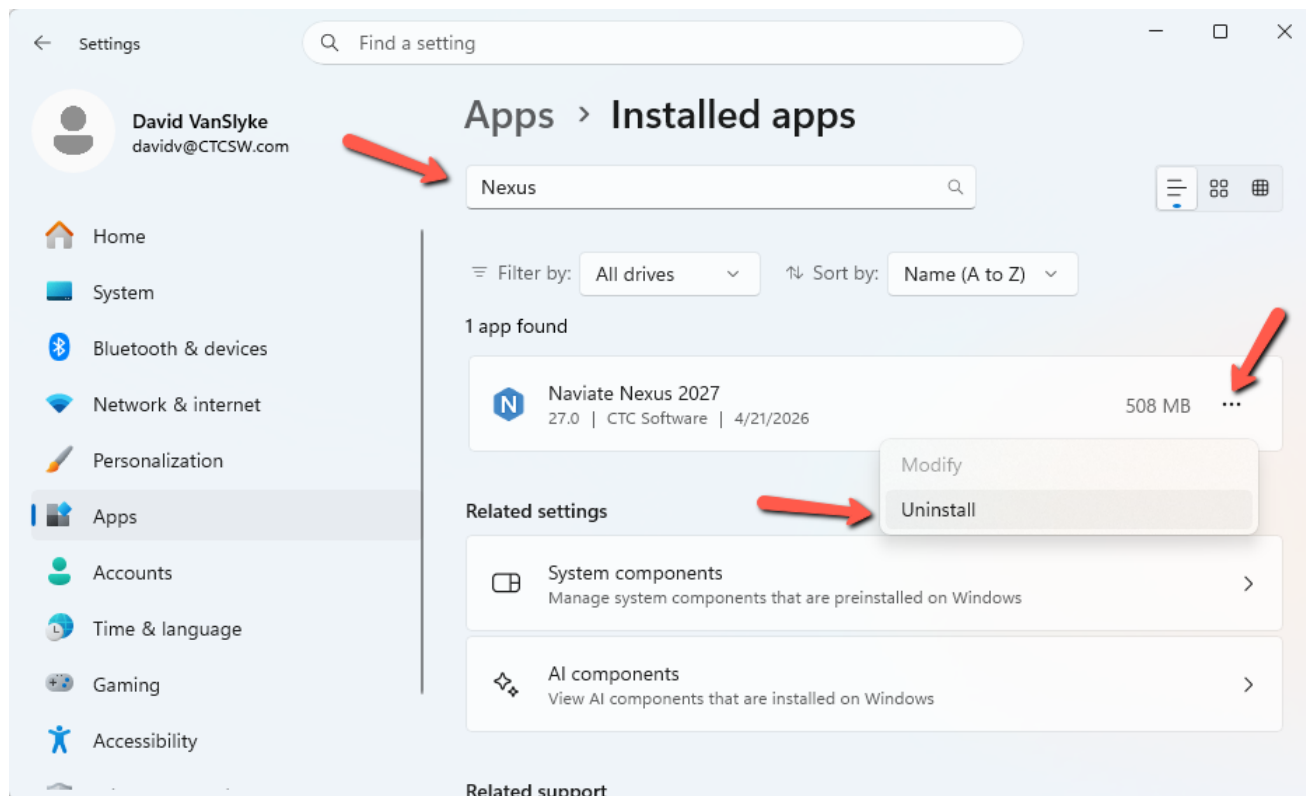 Settings
Find a setting
David VanSlyke
davidv@CTCSW.com
Home
System
Bluetooth & devices
Network & internet
Personalization
Apps
Accounts
Time & language
Gaming
Accessibility
Apps > Installed apps
Nexus
Filter by: All drives
Sort by: Name (A to Z)
1 app found
N
Naviate Nexus 2027
27.0 | CTC Software | 4/21/2026
508 MB
Modify
Uninstall
Related settings
System components
Manage system components that are preinstalled on Windows
AI components
View AI components that are installed on Windows
Related support